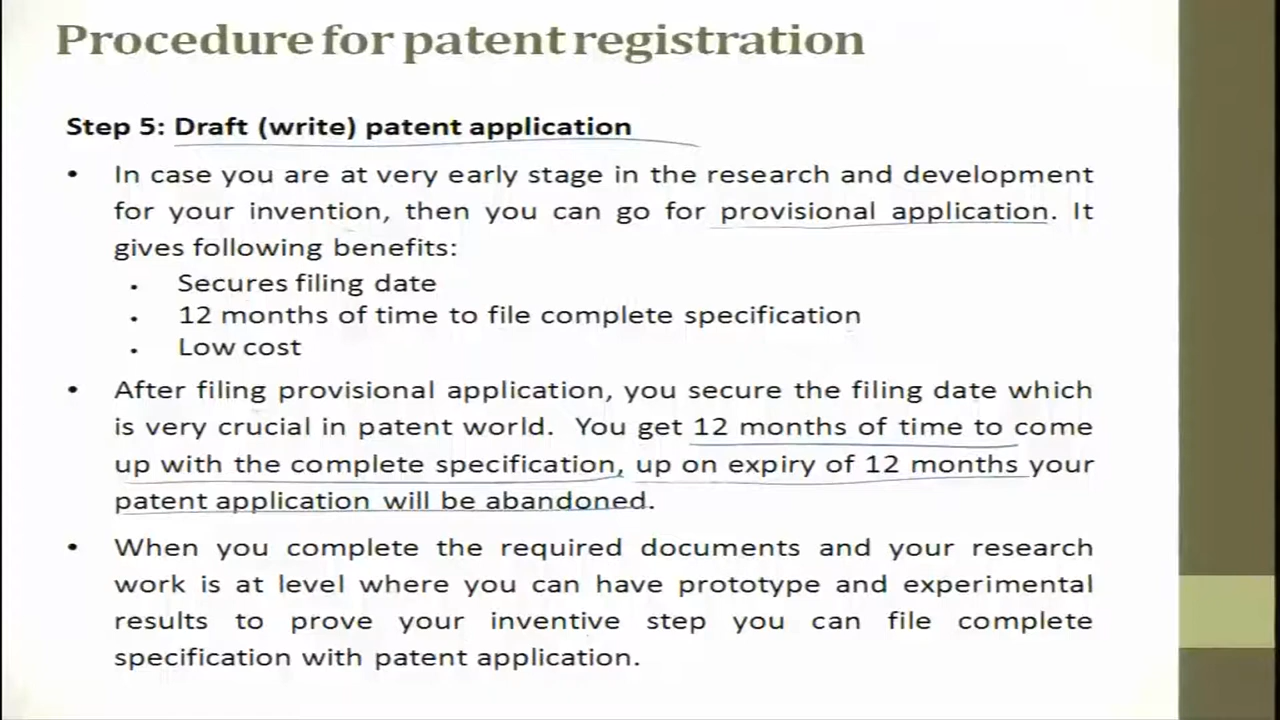 Procedure for patent registration
Step 5: Draft (write) patent application
• In case you are at very early stage in the research and development
for your invention, then you can go for provisional application. It
gives following benefits:
• Secures filing date
• 12 months of time to file complete specification
• Low cost
• After filing provisional application, you secure the filing date which
is very crucial in patent world. You get 12 months of time to come
up with the complete specification, up on expiry of 12 months your
patent application will be abandoned.
• When you complete the required documents and your research
work is at level where you can have prototype and experimental
results to prove your inventive step you can file complete
specification with patent application.